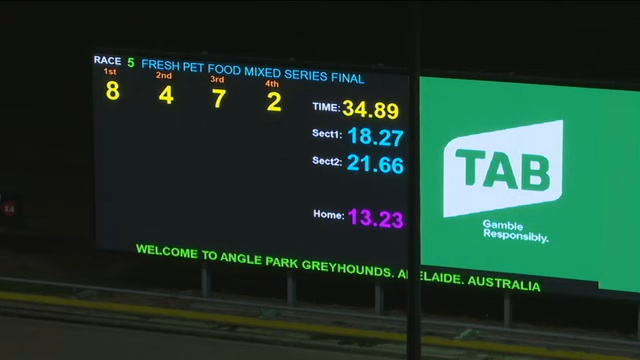 RACE 5 FRESH PET FOOD MIXED SERIES FINAL
1st 2nd 3rd 4th
8 4 7 2
TIME: 34.89
Sect1: 18.27
Sect2: 21.66
Home: 13.23
WELCOME TO ANGLE PARK GREYHOUNDS. ADELAIDE. AUSTRALIA
TAB
Gamble
Responsibly.